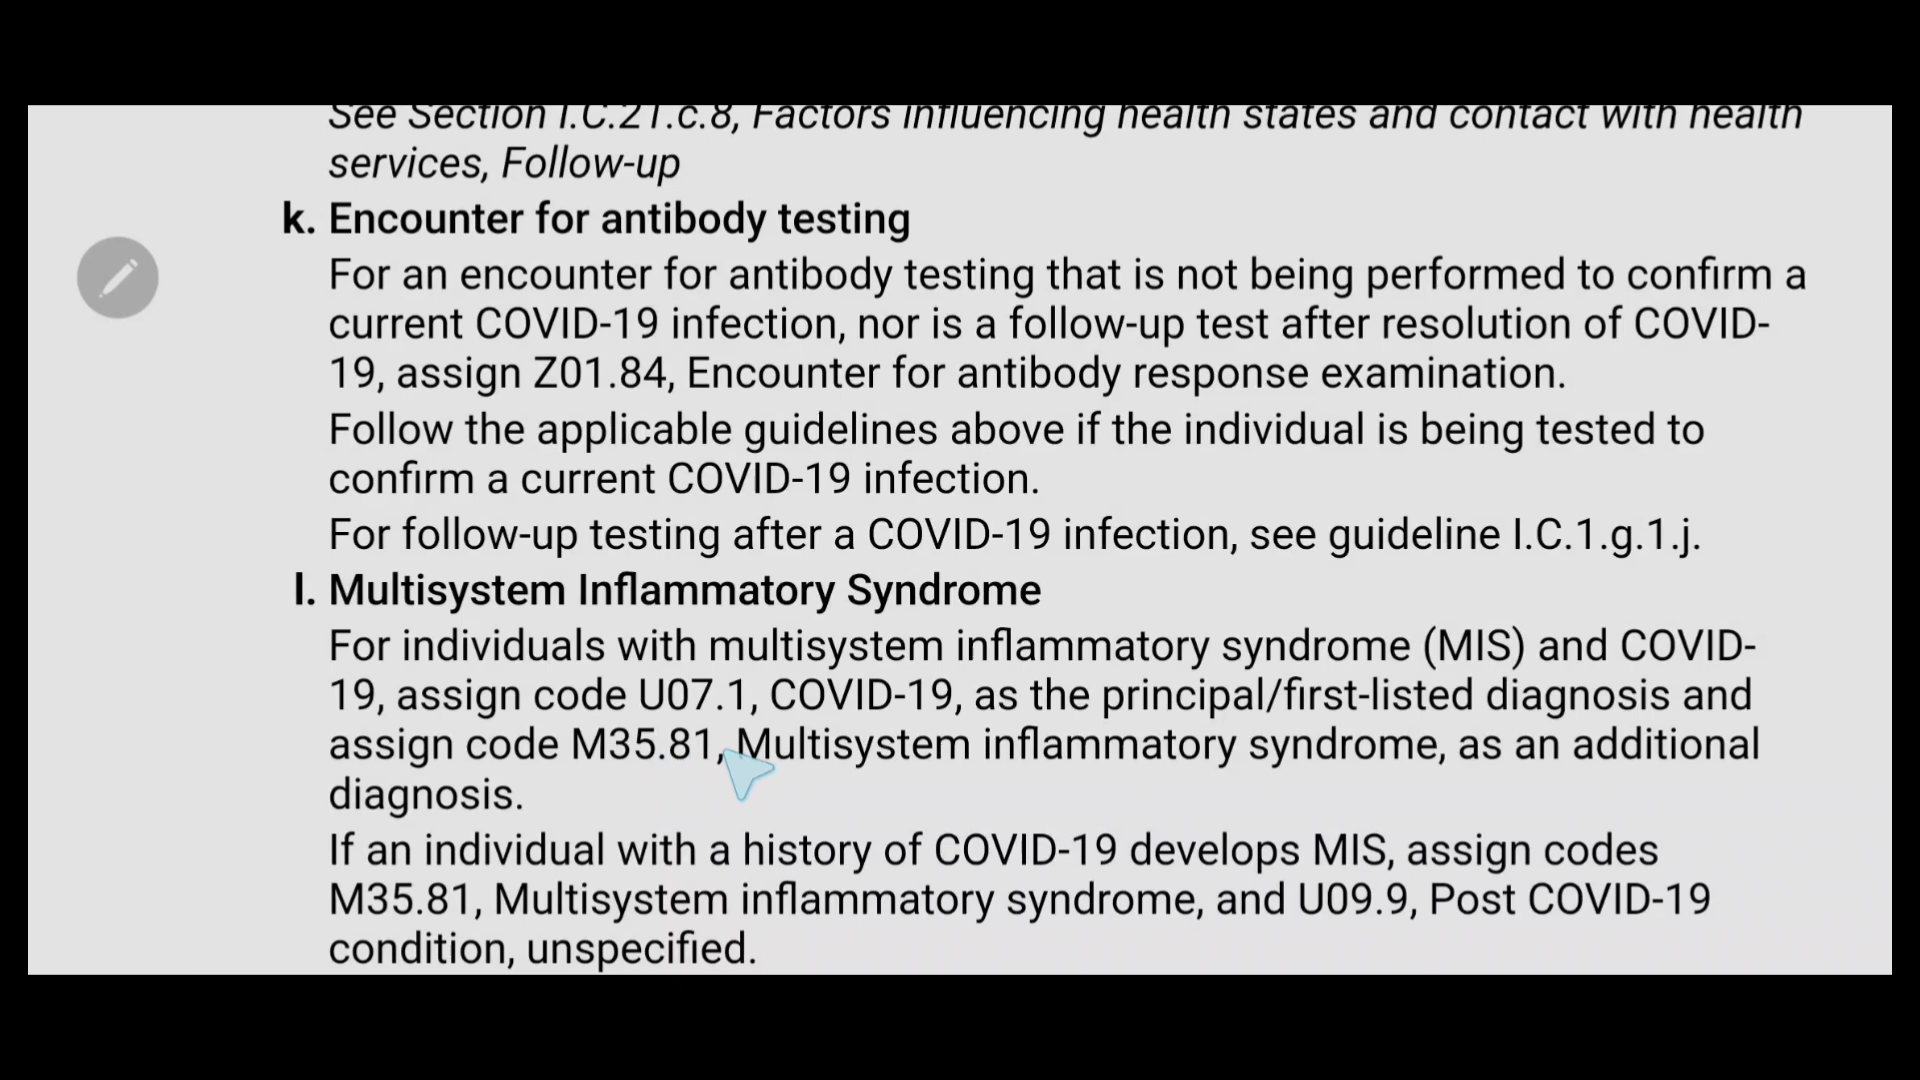 See Section I.C.21.c.8, Factors influencing health states and contact with health
services, Follow-up
k. Encounter for antibody testing
For an encounter for antibody testing that is not being performed to confirm a
current COVID-19 infection, nor is a follow-up test after resolution of COVID-
19, assign Z01.84, Encounter for antibody response examination.
Follow the applicable guidelines above if the individual is being tested to
confirm a current COVID-19 infection.
For follow-up testing after a COVID-19 infection, see guideline I.C.1.g.1.j.
l. Multisystem Inflammatory Syndrome
For individuals with multisystem inflammatory syndrome (MIS) and COVID-
19, assign code U07.1, COVID-19, as the principal/first-listed diagnosis and
assign code M35.81, Multisystem inflammatory syndrome, as an additional
diagnosis.
If an individual with a history of COVID-19 develops MIS, assign codes
M35.81, Multisystem inflammatory syndrome, and U09.9, Post COVID-19
condition, unspecified.